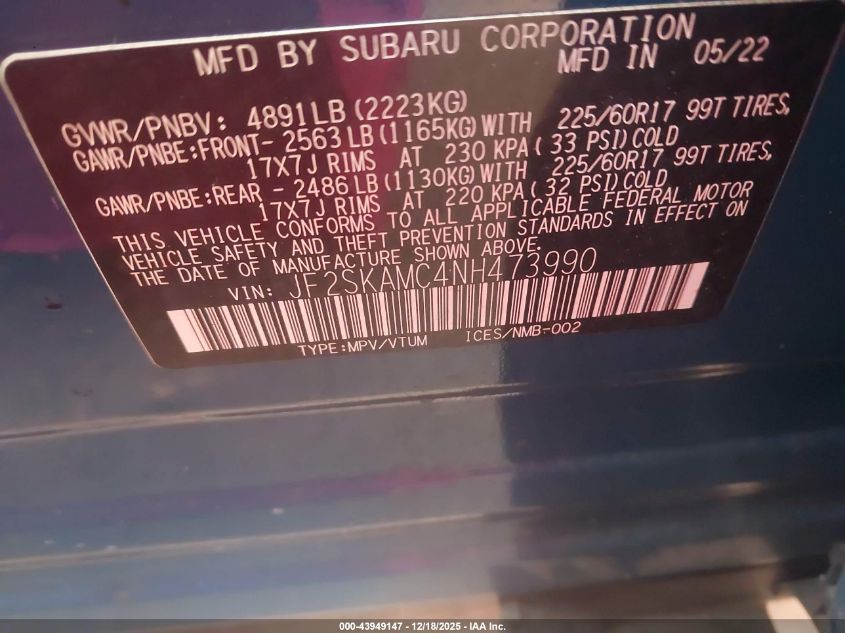 MFD BY SUBARU CORPORATION
MFD IN 05/22
GVWR/PNBV: 4891LB(2223KG)
GAWR/PNBE:FRONT- 2563LB(1165KG)WITH 225/60R17 99T TIRES,
17X7J RIMS AT 230 KPA( 33 PSI)COLD
GAWR/PNBE:REAR - 2486LB(1130KG)WITH 225/60R17 99T TIRES,
17X7J RIMS AT 220 KPA( 32 PSI)COLD
THIS VEHICLE CONFORMS TO ALL APPLICABLE FEDERAL MOTOR
VEHICLE SAFETY AND THEFT PREVENTION STANDARDS IN EFFECT ON
THE DATE OF MANUFACTURE SHOWN ABOVE.
VIN: JF2SKAMC4NH473990
TYPE:MPV/VTUM ICES/NMB-002
000-43949147 - 12/18/2025 - IAA Inc.